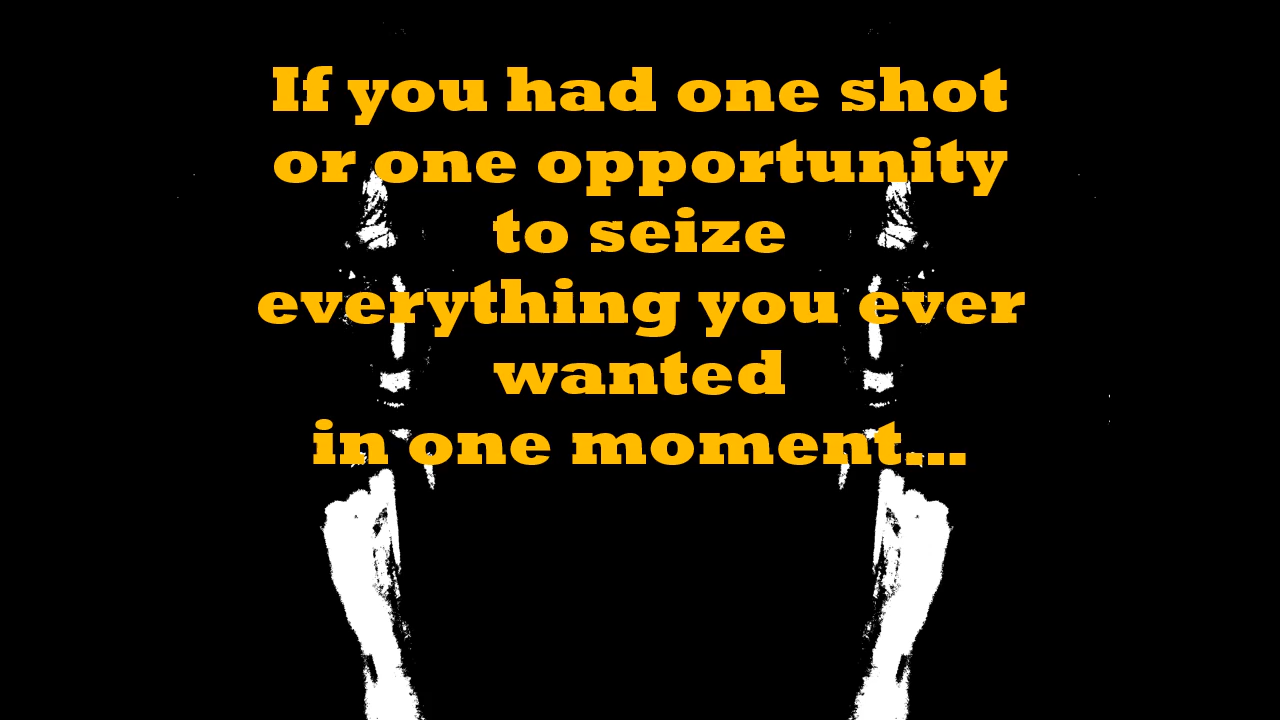 If you had one shot
or one opportunity
to seize
everything you ever
wanted
in one moment...